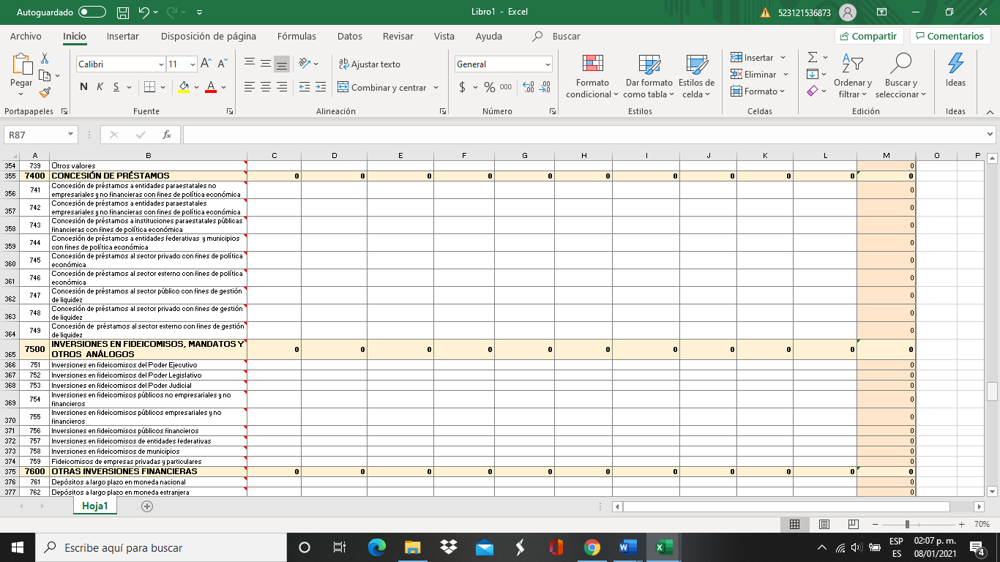 Autoguardado
Libro1 - Excel
523121536873
Archivo Inicio Insertar Disposición de página Fórmulas Datos Revisar Vista Ayuda Buscar
Compartir Comentarios
Pegar
Calibri 11
N K S
A A
Ajustar texto
Combinar y centrar
General
$ % 000
Formato condicional
Dar formato como tabla
Estilos de celda
Insertar
Eliminar
Formato
Ordenar y filtrar
Buscar y seleccionar
Ideas
Portapapeles Fuente Alineación Número Estilos Celdas Edición Ideas
R87
fx
A B C D E F G H I J K L M O P
354 739 Otros valores 0
355 7400 CONCESIÓN DE PRÉSTAMOS 0 0 0 0 0 0 0 0 0 0 0
356 741 Concesión de préstamos a entidades paraestatales no
empresariales y no financieras con fines de política económica 0
357 742 Concesión de préstamos a entidades paraestatales
empresariales y no financieras con fines de política económica 0
358 743 Concesión de préstamos a instituciones paraestatales públicas
financieras con fines de política económica 0
359 744 Concesión de préstamos a entidades federativas y municipios
con fines de política económica 0
360 745 Concesión de préstamos al sector privado con fines de política
económica 0
361 746 Concesión de préstamos al sector externo con fines de política
económica 0
362 747 Concesión de préstamos al sector público con fines de gestión
de liquidez 0
363 748 Concesión de préstamos al sector privado con fines de gestión
de liquidez 0
364 749 Concesión de préstamos al sector externo con fines de gestión
de liquidez 0
365 7500 INVERSIONES EN FIDEICOMISOS, MANDATOS Y
OTROS ANÁLOGOS 0 0 0 0 0 0 0 0 0 0 0
366 751 Inversiones en fideicomisos del Poder Ejecutivo 0
367 752 Inversiones en fideicomisos del Poder Legislativo 0
368 753 Inversiones en fideicomisos del Poder Judicial 0
369 754 Inversiones en fideicomisos públicos no empresariales y no
financieros 0
370 755 Inversiones en fideicomisos públicos empresariales y no
financieros 0
371 756 Inversiones en fideicomisos públicos financieros 0
372 757 Inversiones en fideicomisos de entidades federativas 0
373 758 Inversiones en fideicomisos de municipios 0
374 759 Fideicomisos de empresas privadas y particulares 0
375 7600 OTRAS INVERSIONES FINANCIERAS 0 0 0 0 0 0 0 0 0 0 0
376 761 Depósitos a largo plazo en moneda nacional 0
377 762 Depósitos a largo plazo en moneda extranjera 0
Hoja1
70%
Escribe aquí para buscar
ESP 02:07 p. m.
ES 08/01/2021
4